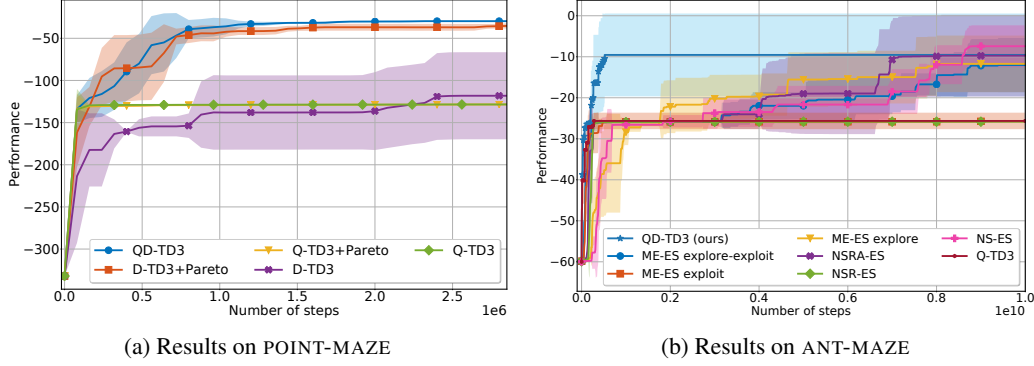 −50
−100
−150
−200
−250
−300
Performance
0.0 0.5 1.0 1.5 2.0 2.5
Number of steps 1e6
QD-TD3 Q-TD3+Pareto Q-TD3
D-TD3+Pareto D-TD3
(a) Results on POINT-MAZE
0
−10
−20
−30
−40
−50
−60
Performance
0.0 0.2 0.4 0.6 0.8 1.0
Number of steps 1e10
QD-TD3 (ours) ME-ES explore NS-ES
ME-ES explore-exploit NSRA-ES Q-TD3
ME-ES exploit NSR-ES
(b) Results on ANT-MAZE